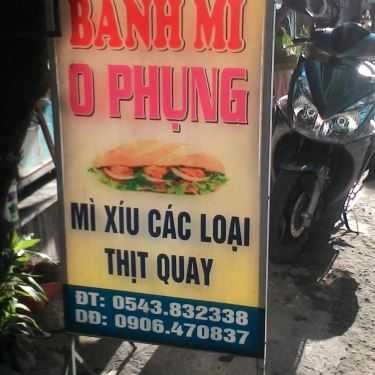 BÁNH MÌ
O PHỤNG
MÌ XÍU CÁC LOẠI
THỊT QUAY
ĐT: 0543.832338
DĐ: 0906.470837